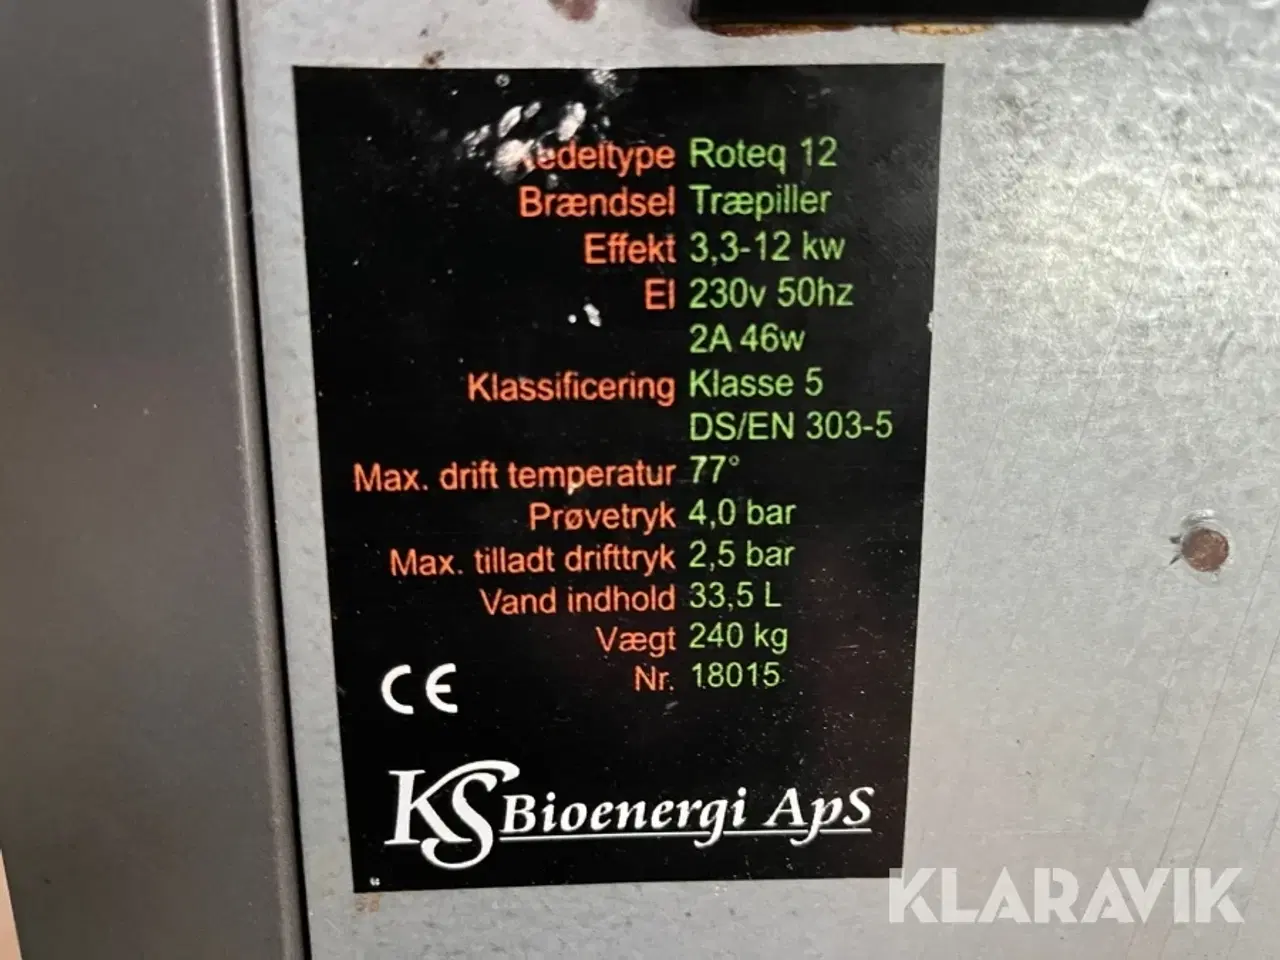 Kedeltype Roteq 12
Brændsel Træpiller
Effekt 3,3-12 kw
El 230v 50hz
2A 46w
Klassificering Klasse 5
DS/EN 303-5
Max. drift temperatur 77°
Prøvetryk 4,0 bar
Max. tilladt drifttryk 2,5 bar
Vand indhold 33,5 L
Vægt 240 kg
Nr. 18015
CE
KS Bioenergi ApS
KLARAVIK